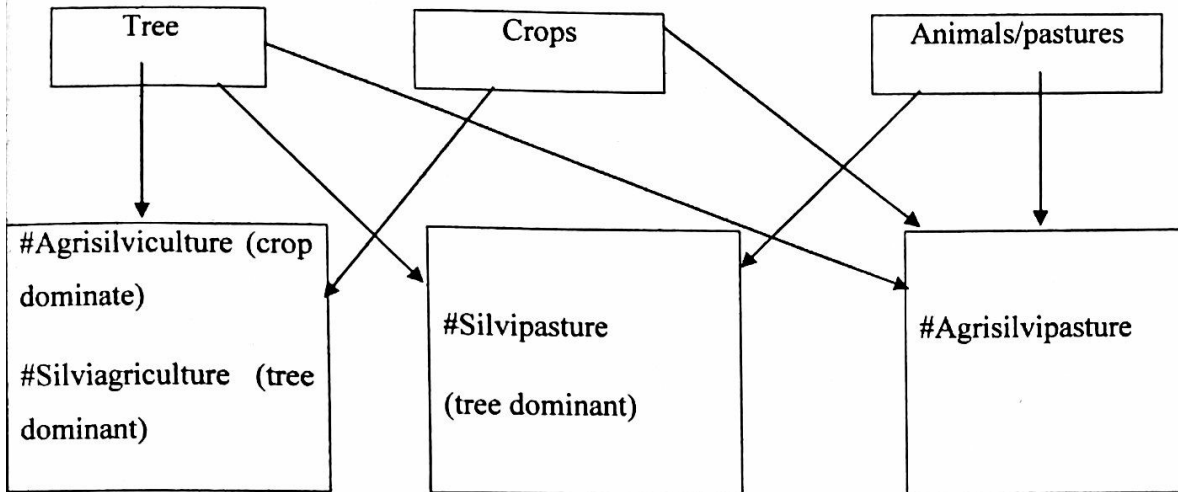 Tree
Crops
Animals/pastures
#Agrisilviculture (crop
dominate)
#Silviagriculture (tree
dominant)
#Silvipasture
(tree dominant)
#Agrisilvipasture